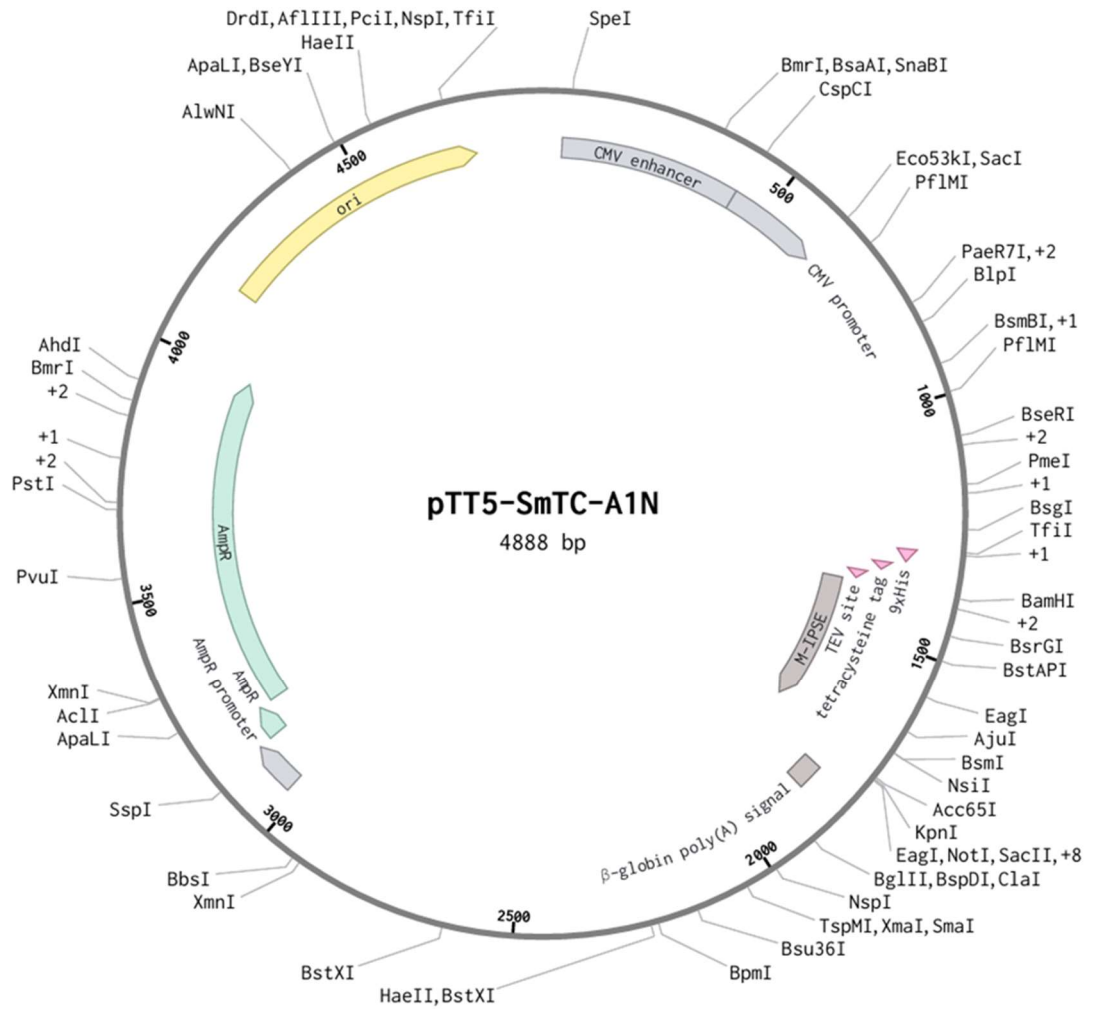 DrdI,AflIII,PciI,NspI,TfiI
HaeII
ApaLI,BseYI
AlwNI
SpeI
BmrI,BsaAI,SnaBI
CspCI
Eco53kI,SacI
PflMI
PaeR7I,+2
BlpI
BsmBI,+1
PflMI
BseRI
+2
PmeI
+1
BsgI
TfiI
+1
BamHI
+2
BsrGI
BstAPI
EagI
AjuI
BsmI
NsiI
Acc65I
KpnI
EagI,NotI,SacII,+8
BglII,BspDI,ClaI
NspI
TspMI,XmaI,SmaI
Bsu36I
BpmI
HaeII,BstXI
BstXI
XmnI
BbsI
SspI
ApaLI
AclI
XmnI
PvuI
PstI
+2
+1
+2
BmrI
AhdI
500
1000
1500
2000
2500
3000
3500
4000
4500
CMV enhancer
CMV promoter
9xHis
tetracysteine tag
TEV site
M-IPSE
β-globin poly(A) signal
AmpR promoter
AmpR
AmpR
ori
pTT5-SmTC-A1N
4888 bp